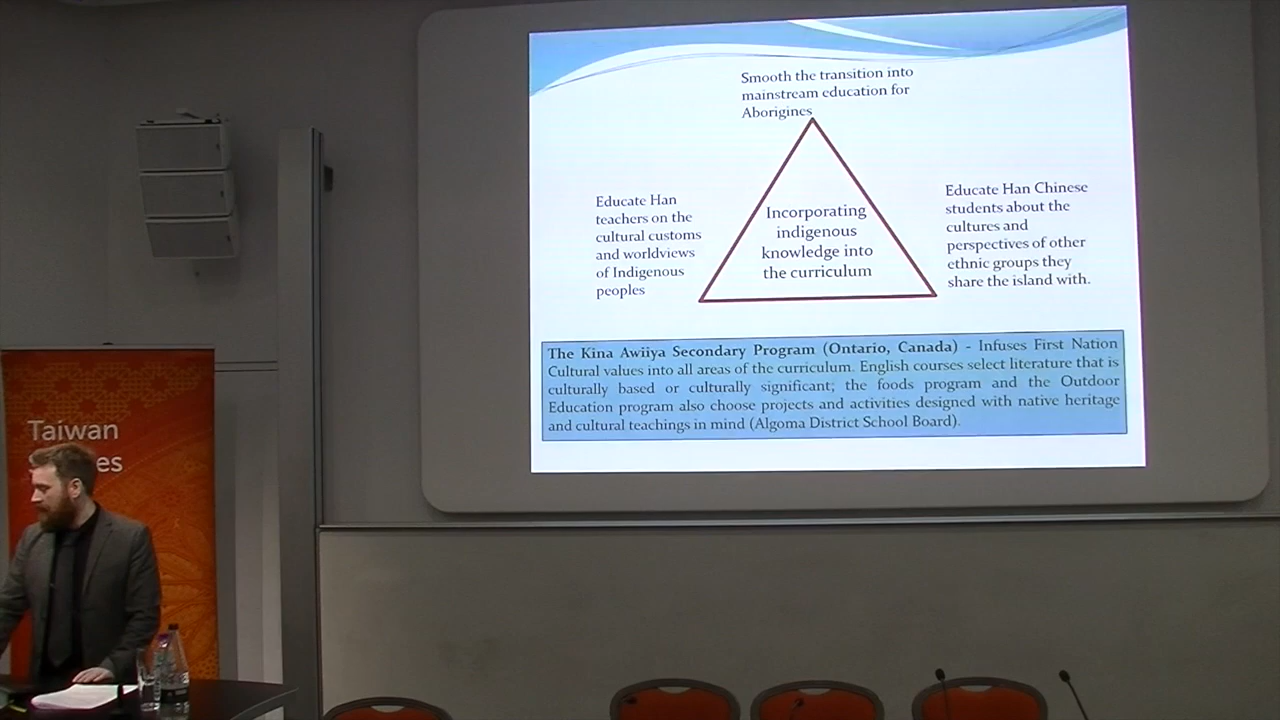 Smooth the transition into
mainstream education for
Aborigines
Educate Han
teachers on the
cultural customs
and worldviews
of Indigenous
peoples
Incorporating
indigenous
knowledge into
the curriculum
Educate Han Chinese
students about the
cultures and
perspectives of other
ethnic groups they
share the island with.
The Kina Awiiya Secondary Program (Ontario, Canada) - Infuses First Nation
Cultural values into all areas of the curriculum. English courses select literature that is
culturally based or culturally significant; the foods program and the Outdoor
Education program also choose projects and activities designed with native heritage
and cultural teachings in mind (Algoma District School Board).
Taiwan